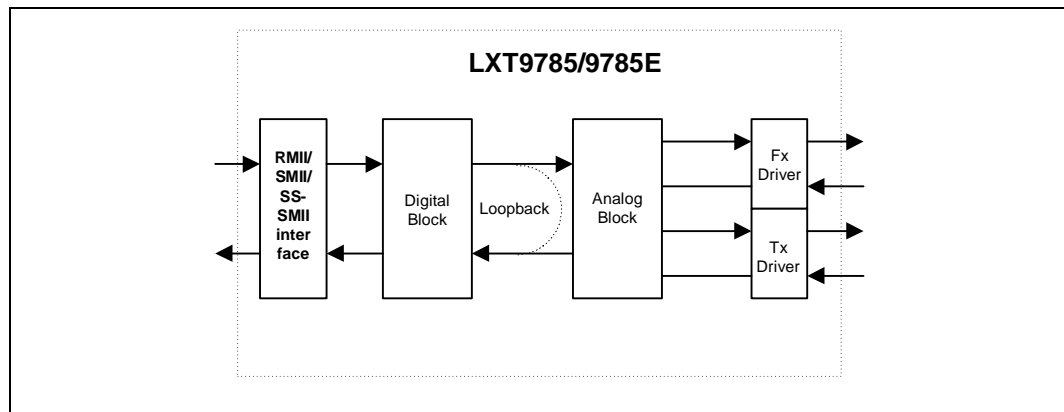 LXT9785/9785E
RMII/
SMII/
SS-
SMII
inter
face
Digital
Block
Loopback
Analog
Block
Fx
Driver
Tx
Driver